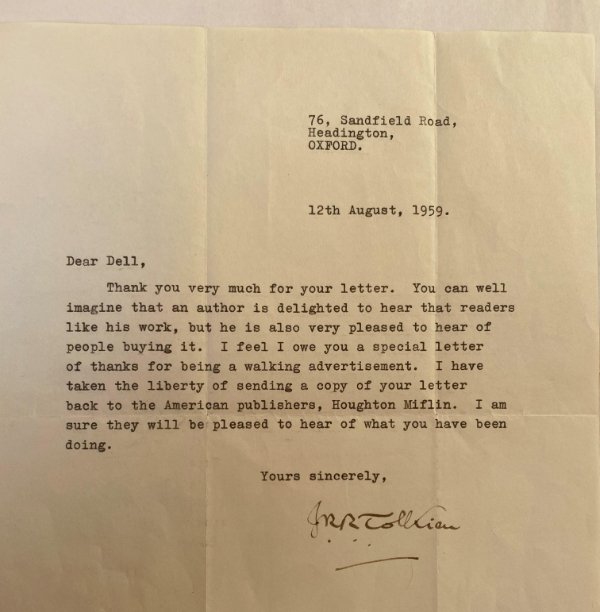 76, Sandfield Road,
Headington,
OXFORD.
12th August, 1959.
Dear Dell,
Thank you very much for your letter. You can well
imagine that an author is delighted to hear that readers
like his work, but he is also very pleased to hear of
people buying it. I feel I owe you a special letter
of thanks for being a walking advertisement. I have
taken the liberty of sending a copy of your letter
back to the American publishers, Houghton Miflin. I am
sure they will be pleased to hear of what you have been
doing.
Yours sincerely,
JRRTolkien